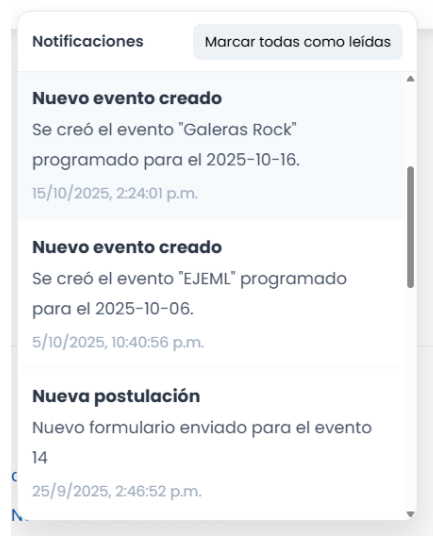 Notificaciones
Marcar todas como leídas
Nuevo evento creado
Se creó el evento "Galeras Rock"
programado para el 2025-10-16.
15/10/2025, 2:24:01 p.m.
Nuevo evento creado
Se creó el evento "EJEML" programado
para el 2025-10-06.
5/10/2025, 10:40:56 p.m.
Nueva postulación
Nuevo formulario enviado para el evento
14
25/9/2025, 2:46:52 p.m.